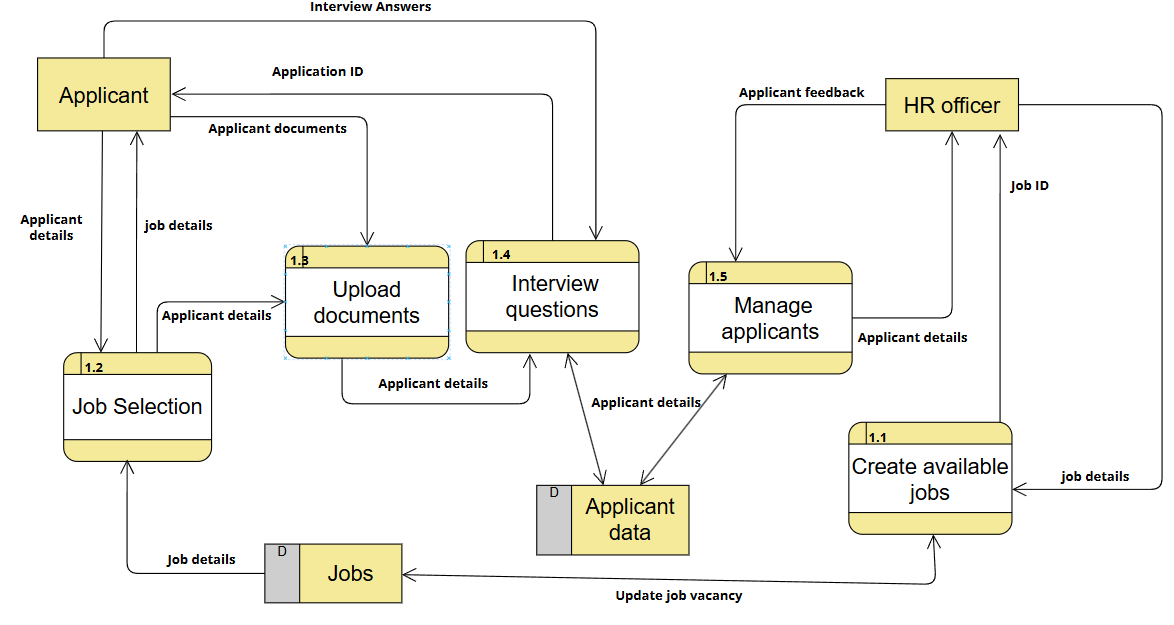 Interview Answers
Application ID
Applicant
Applicant feedback
HR officer
Applicant documents
Job ID
Applicant
details
job details
1.3
Upload
documents
1.4
Interview
questions
1.5
Manage
applicants
Applicant details
Applicant details
1.2
Job Selection
Applicant details
Applicant details
1.1
Create available
jobs
job details
D
Applicant
data
Job details
D
Jobs
Update job vacancy